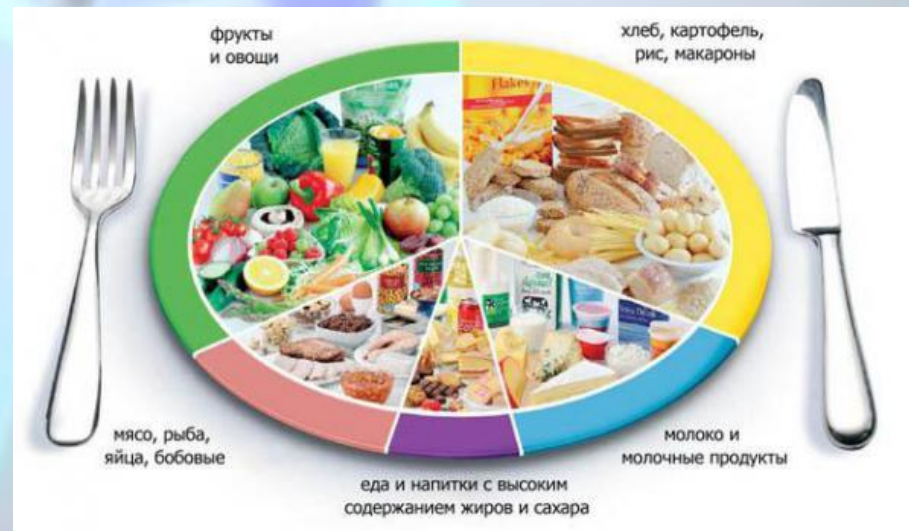 фрукты
и овощи
хлеб, картофель,
рис, макароны
Flakes
мясо, рыба,
яйца, бобовые
молоко и
молочные продукты
еда и напитки с высоким
содержанием жиров и сахара